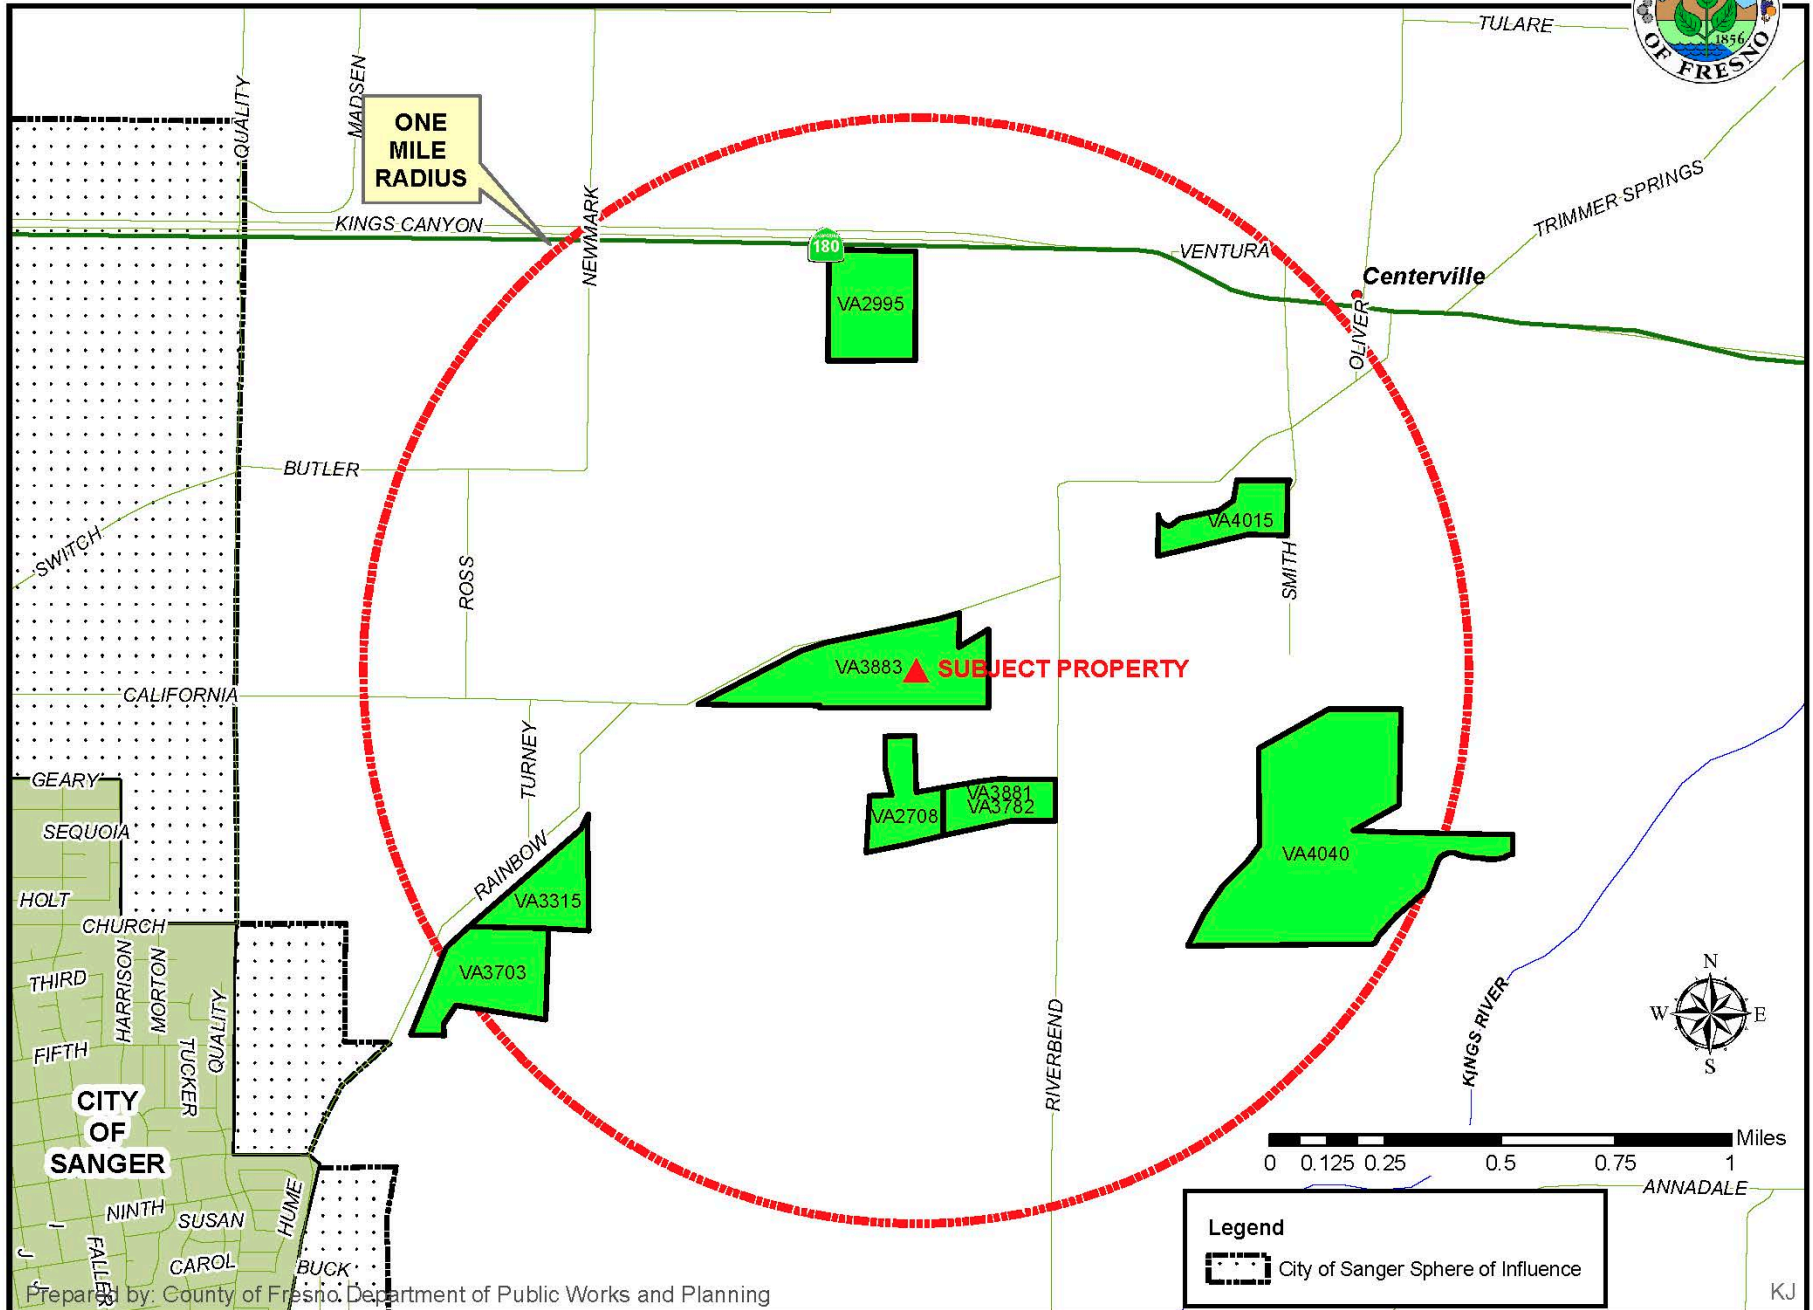 TULARE
1856
OF FRESNO
QUALITY
MADSEN
ONE
MILE
RADIUS
NEWMARK
KINGS CANYON
180
VENTURA
TRIMMER SPRINGS
Centerville
VA2995
OLIVER
BUTLER
SWITCH
ROSS
VA4015
SMITH
VA3883
SUBJECT PROPERTY
CALIFORNIA
TURNEY
GEARY
SEQUOIA
VA3881
VA3782
VA2708
VA4040
RAINBOW
HOLT
VA3315
CHURCH
HARRISON
MORTON
THIRD
VA3703
QUALITY
N
W
E
S
KINGS RIVER
RIVERBEND
FIFTH
TUCKER
CITY
OF
SANGER
Miles
0 0.125 0.25 0.5 0.75 1
ANNADALE
HUME
NINTH
SUSAN
I
J
FALLER
CAROL
BUCK
Legend
City of Sanger Sphere of Influence
Prepared by: County of Fresno Department of Public Works and Planning
KJ